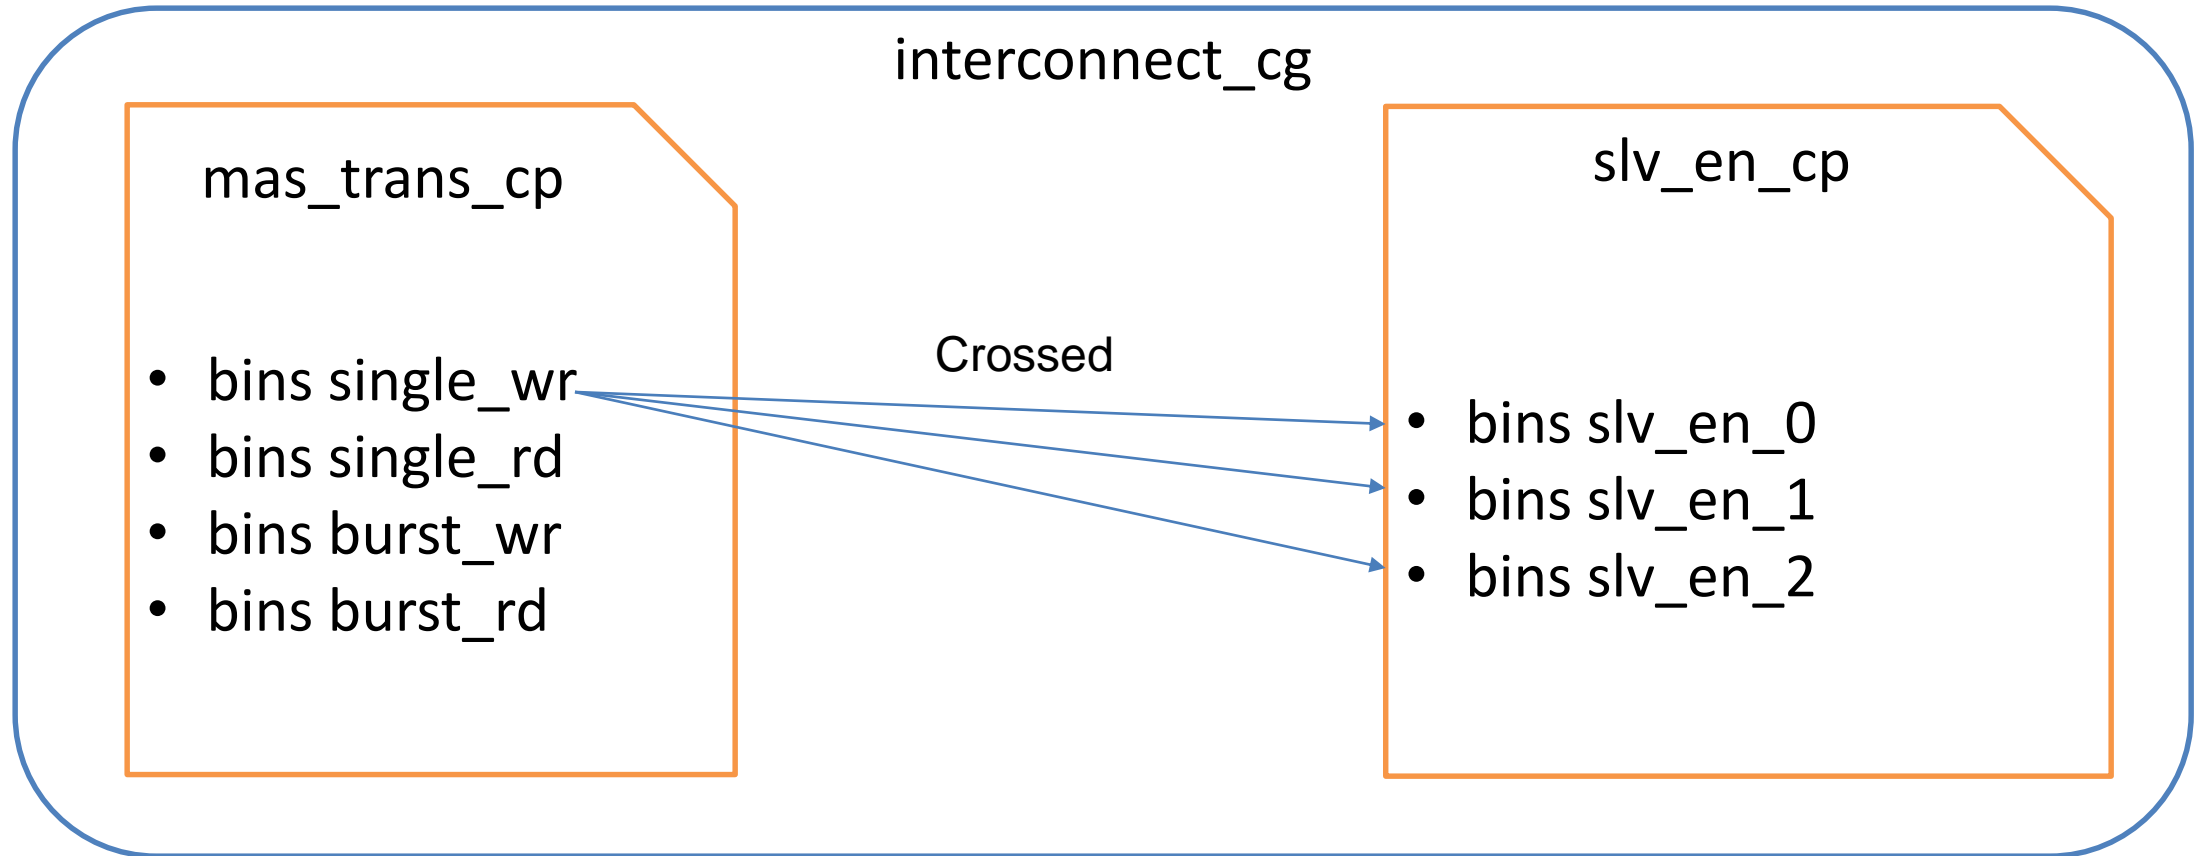 interconnect_cg
mas_trans_cp
• bins single_wr
• bins single_rd
• bins burst_wr
• bins burst_rd
Crossed
slv_en_cp
• bins slv_en_0
• bins slv_en_1
• bins slv_en_2